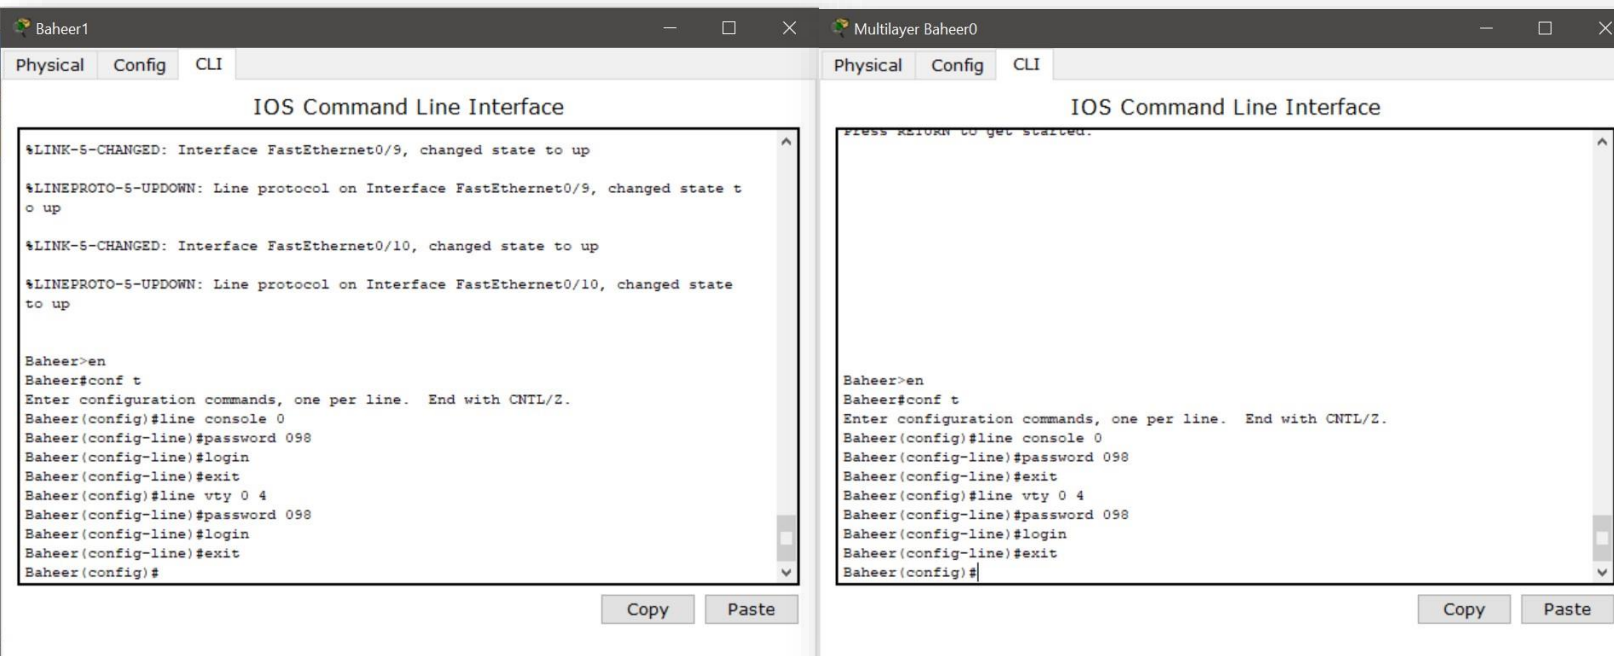 Baheer1
Physical Config CLI
IOS Command Line Interface
%LINK-5-CHANGED: Interface FastEthernet0/9, changed state to up
%LINEPROTO-5-UPDOWN: Line protocol on Interface FastEthernet0/9, changed state t
o up
%LINK-5-CHANGED: Interface FastEthernet0/10, changed state to up
%LINEPROTO-5-UPDOWN: Line protocol on Interface FastEthernet0/10, changed state
to up
Baheer>en
Baheer#conf t
Enter configuration commands, one per line.  End with CNTL/Z.
Baheer(config)#line console 0
Baheer(config-line)#password 098
Baheer(config-line)#login
Baheer(config-line)#exit
Baheer(config)#line vty 0 4
Baheer(config-line)#password 098
Baheer(config-line)#login
Baheer(config-line)#exit
Baheer(config)#
Copy Paste
Multilayer Baheer0
Physical Config CLI
IOS Command Line Interface
Press RETURN to get started.
Baheer>en
Baheer#conf t
Enter configuration commands, one per line.  End with CNTL/Z.
Baheer(config)#line console 0
Baheer(config-line)#password 098
Baheer(config-line)#exit
Baheer(config)#line vty 0 4
Baheer(config-line)#password 098
Baheer(config-line)#login
Baheer(config-line)#exit
Baheer(config)#
Copy Paste